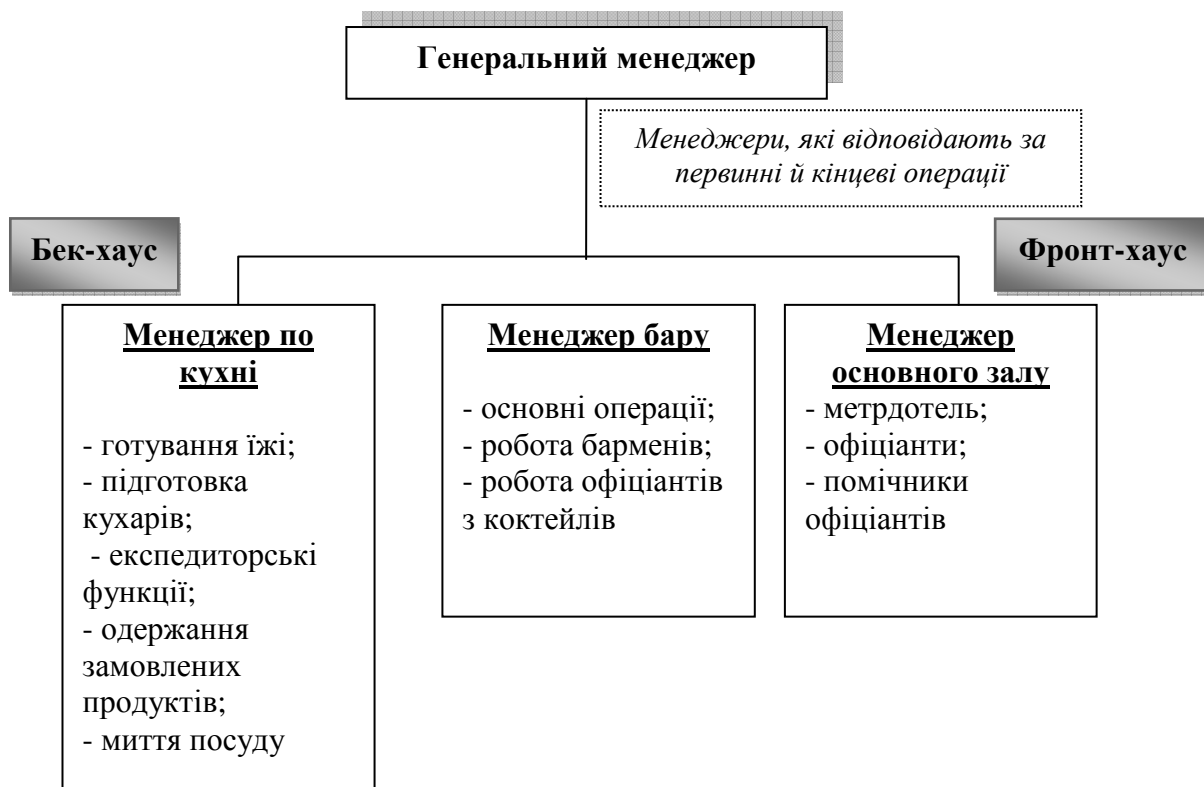 Генеральний менеджер
Менеджери, які відповідають за
первинні й кінцеві операції
Бек-хаус
Фронт-хаус
Менеджер по
кухні
- готування їжі;
- підготовка
кухарів;
- експедиторські
функції;
- одержання
замовлених
продуктів;
- миття посуду
Менеджер бару
- основні операції;
- робота барменів;
- робота офіціантів
з коктейлів
Менеджер
основного залу
- метрдотель;
- офіціанти;
- помічники
офіціантів